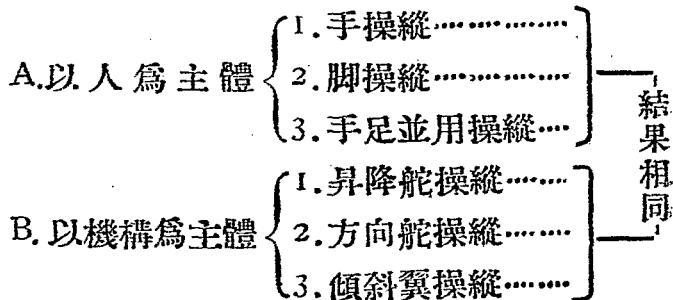 1.手操縱…………
A.以人爲主體
2.脚操縱…………
3.手足並用操縱…
結果相同
1.昇降舵操縱……
B.以機構爲主體
2.方向舵操縱……
3.傾斜翼操縱……